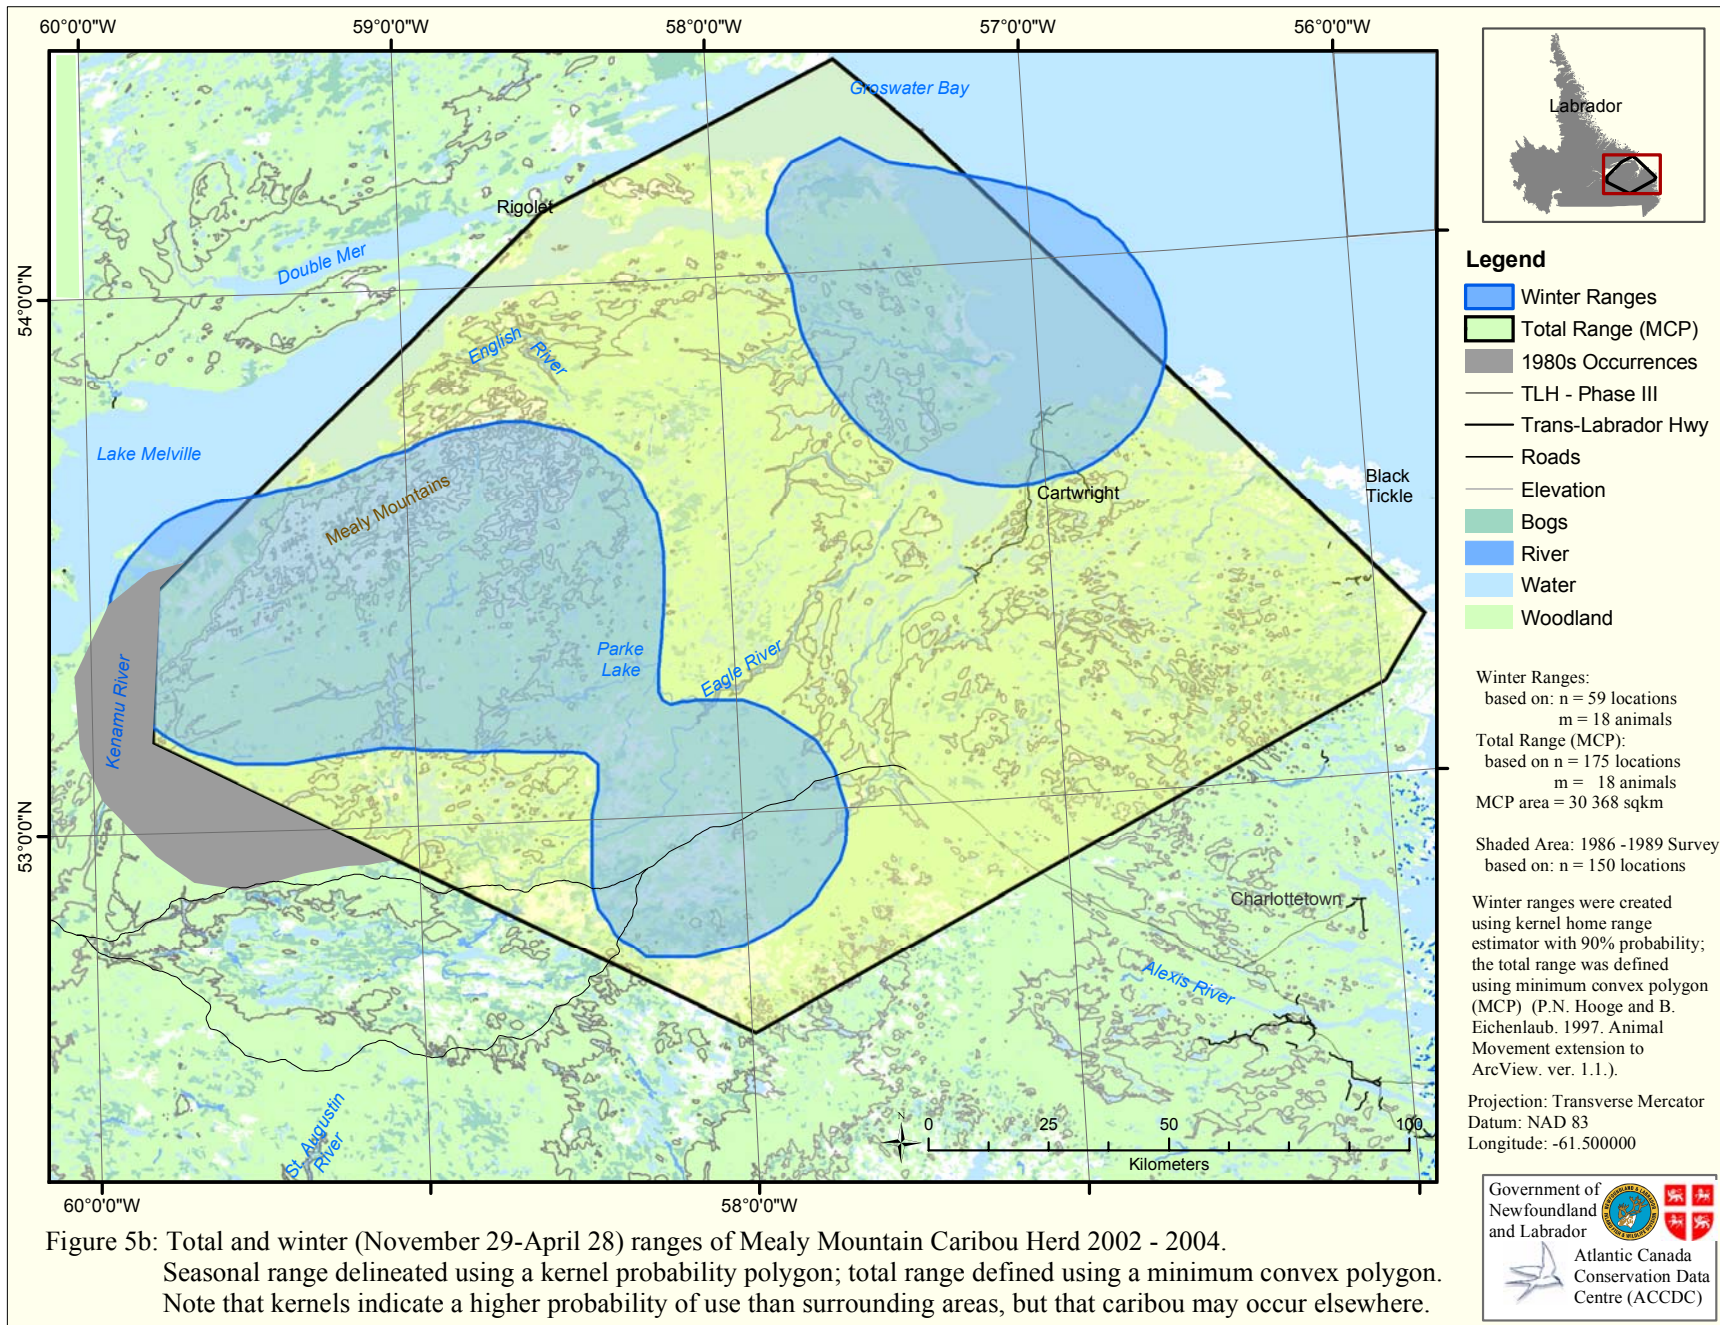 60°0'0"W 59°0'0"W 58°0'0"W 57°0'0"W 56°0'0"W
54°0'0"N
53°0'0"N
Groswater Bay
Rigolet
Double Mer
English River
Lake Melville
Mealy Mountains
Black
Tickle
Cartwright
Parke
Lake
Eagle River
Kenamu River
Charlottetown
Alexis River
St. Augustin
River
N
0 25 50 100
Kilometers
60°0'0"W 58°0'0"W
Labrador
Legend
Winter Ranges
Total Range (MCP)
1980s Occurrences
TLH - Phase III
Trans-Labrador Hwy
Roads
Elevation
Bogs
River
Water
Woodland
Winter Ranges:
based on: n = 59 locations
m = 18 animals
Total Range (MCP):
based on n = 175 locations
m = 18 animals
MCP area = 30 368 sqkm
Shaded Area: 1986 -1989 Survey
based on: n = 150 locations
Winter ranges were created
using kernel home range
estimator with 90% probability;
the total range was defined
using minimum convex polygon
(MCP) (P.N. Hooge and B.
Eichenlaub. 1997. Animal
Movement extension to
ArcView. ver. 1.1.).
Projection: Transverse Mercator
Datum: NAD 83
Longitude: -61.500000
Government of
Newfoundland
and Labrador
Atlantic Canada
Conservation Data
Centre (ACCDC)
Figure 5b: Total and winter (November 29-April 28) ranges of Mealy Mountain Caribou Herd 2002 - 2004.
Seasonal range delineated using a kernel probability polygon; total range defined using a minimum convex polygon.
Note that kernels indicate a higher probability of use than surrounding areas, but that caribou may occur elsewhere.